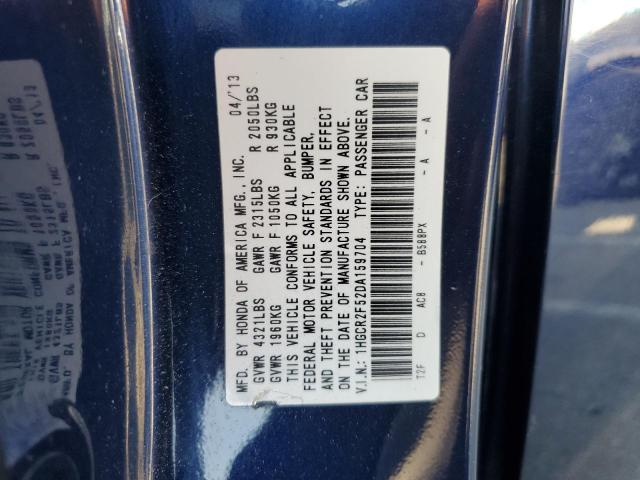 MFD. BY HONDA OF AMERICA MFG., INC. 04/'13
GVWR 4321LBS GAWR F 2315LBS R 2050LBS
GVWR 1960KG GAWR F 1050KG R 930KG
THIS VEHICLE CONFORMS TO ALL APPLICABLE
FEDERAL MOTOR VEHICLE SAFETY, BUMPER,
AND THEFT PREVENTION STANDARDS IN EFFECT
ON THE DATE OF MANUFACTURE SHOWN ABOVE.
V.I.N.: 1HGCR2F52DA159704 TYPE: PASSENGER CAR
T2F D AC8 - B588PX - A - A